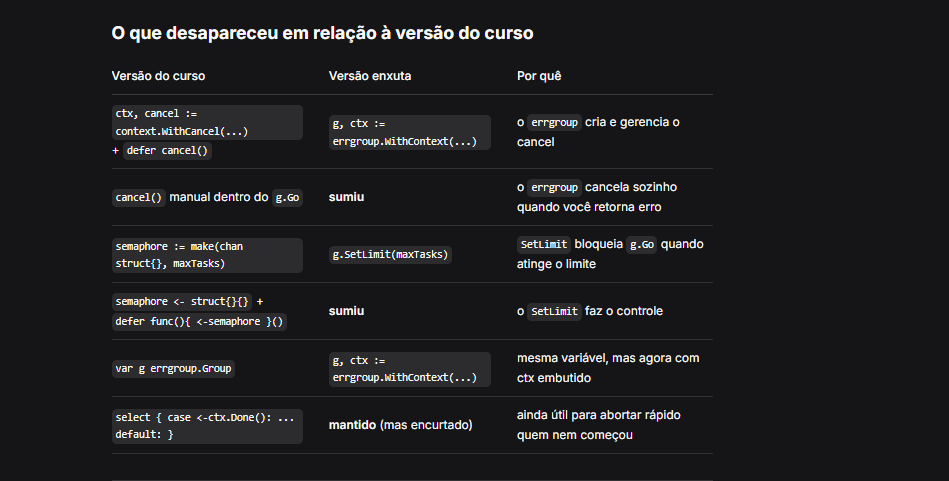 O que desapareceu em relação à versão do curso
Versão do curso Versão enxuta Por quê
ctx, cancel :=
context.WithCancel(...)
+ defer cancel()
g, ctx :=
errgroup.WithContext(...)
o errgroup cria e gerencia o
cancel
cancel() manual dentro do g.Go
sumiu
o errgroup cancela sozinho
quando você retorna erro
semaphore := make(chan
struct{}, maxTasks)
g.SetLimit(maxTasks)
SetLimit bloqueia g.Go quando
atinge o limite
semaphore <- struct{}{} +
defer func(){ <-semaphore }()
sumiu
o SetLimit faz o controle
var g errgroup.Group
g, ctx :=
errgroup.WithContext(...)
mesma variável, mas agora com
ctx embutido
select { case <-ctx.Done(): ...
default: }
mantido (mas encurtado)
ainda útil para abortar rápido
quem nem começou